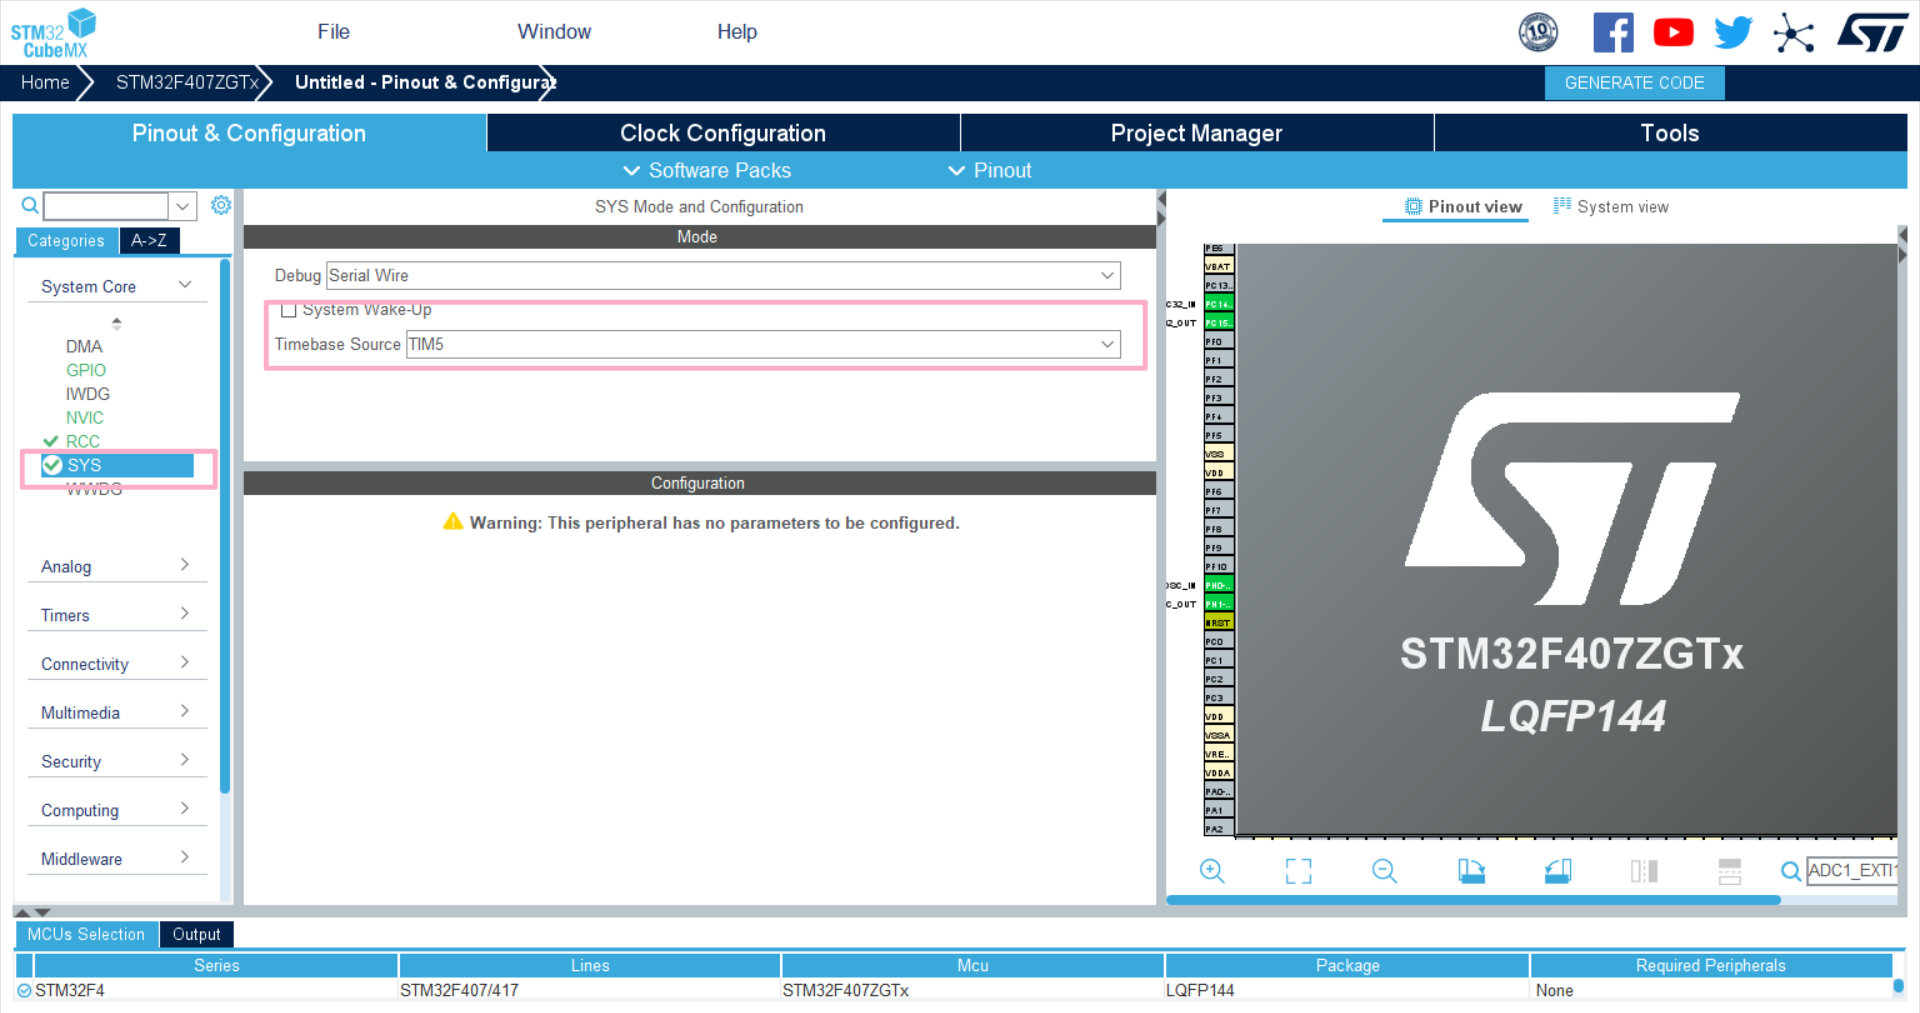 STM32
CubeMX
File
Window
Help
10
Home
STM32F407ZGTx
Untitled - Pinout & Configurat
GENERATE CODE
Pinout & Configuration
Clock Configuration
Project Manager
Tools
Software Packs
Pinout
Categories
A->Z
System Core
DMA
GPIO
IWDG
NVIC
RCC
SYS
WWDG
Analog
Timers
Connectivity
Multimedia
Security
Computing
Middleware
SYS Mode and Configuration
Mode
Debug Serial Wire
System Wake-Up
Timebase Source TIM5
Configuration
Warning: This peripheral has no parameters to be configured.
Pinout view
System view
PE6
VBAT
PC13..
C32_IN PC14..
2_OUT PC15..
PF0
PF1
PF2
PF3
PF4
PF5
VSS
VDD
PF6
PF7
PF8
PF9
PF10
OSC_IN PH0-..
C_OUT PH1-..
NRST
PC0
PC1
PC2
PC3
VDD
VSSA
VRE..
VDDA
PA0-..
PA1
PA2
STM32F407ZGTx
LQFP144
ADC1_EXTI1
MCUs Selection
Output
Series
Lines
Mcu
Package
Required Peripherals
STM32F4
STM32F407/417
STM32F407ZGTx
LQFP144
None